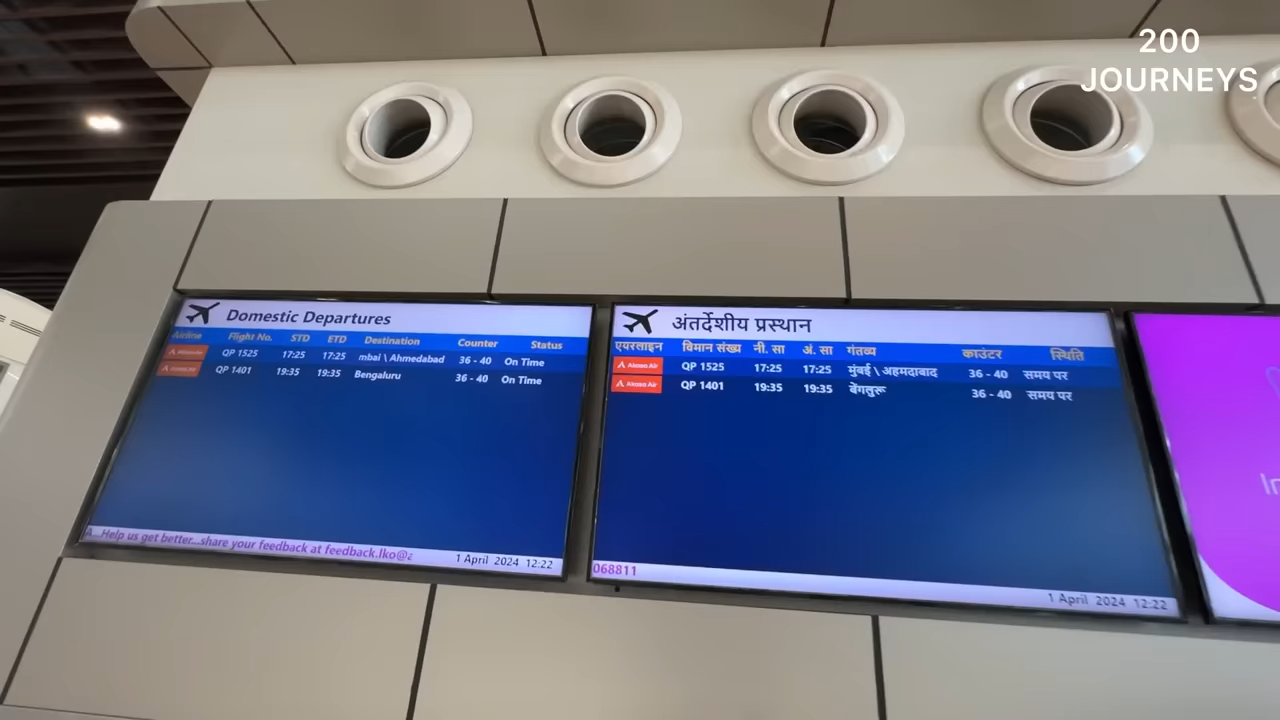 200
JOURNEYS
Domestic Departures
Airline Flight No. STD ETD Destination Counter Status
QP 1525 17:25 17:25 mbai \ Ahmedabad 36 - 40 On Time
QP 1401 19:35 19:35 Bengaluru 36 - 40 On Time
A...Help us get better...share your feedback at feedback.lko@
1 April 2024 12:22
अंतर्देशीय प्रस्थान
एयरलाइन विमान संख्य नी. सा अं. सा गंतव्य काउंटर स्थिति
Akasa Air QP 1525 17:25 17:25 मुंबई \ अहमदाबाद 36 - 40 समय पर
Akasa Air QP 1401 19:35 19:35 बेंगलुरू 36 - 40 समय पर
068811
1 April 2024 12:22
In